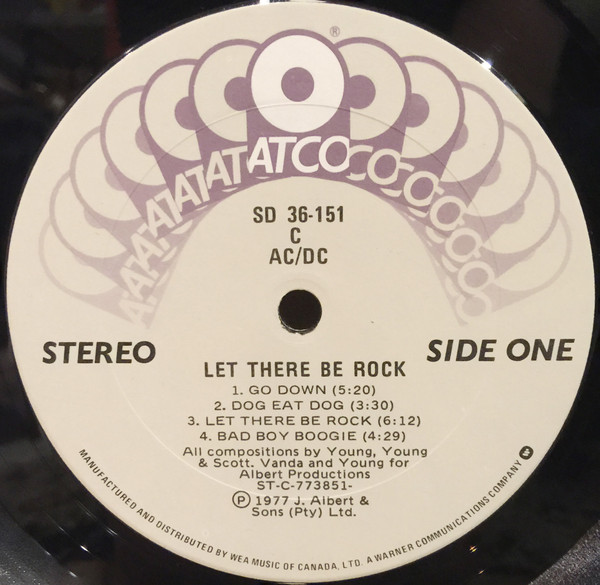 ®
ATATATATATCOCOCOCOCO
SD 36-151
C
AC/DC
STEREO
SIDE ONE
LET THERE BE ROCK
1. GO DOWN (5:20)
2. DOG EAT DOG (3:30)
3. LET THERE BE ROCK (6:12)
4. BAD BOY BOOGIE (4:29)
All compositions by Young, Young
& Scott. Vanda and Young for
Albert Productions
ST-C-773851-
Ⓟ 1977 J. Albert &
Sons (Pty) Ltd.
MANUFACTURED AND DISTRIBUTED BY WEA MUSIC OF CANADA, LTD. A WARNER COMMUNICATIONS COMPANY